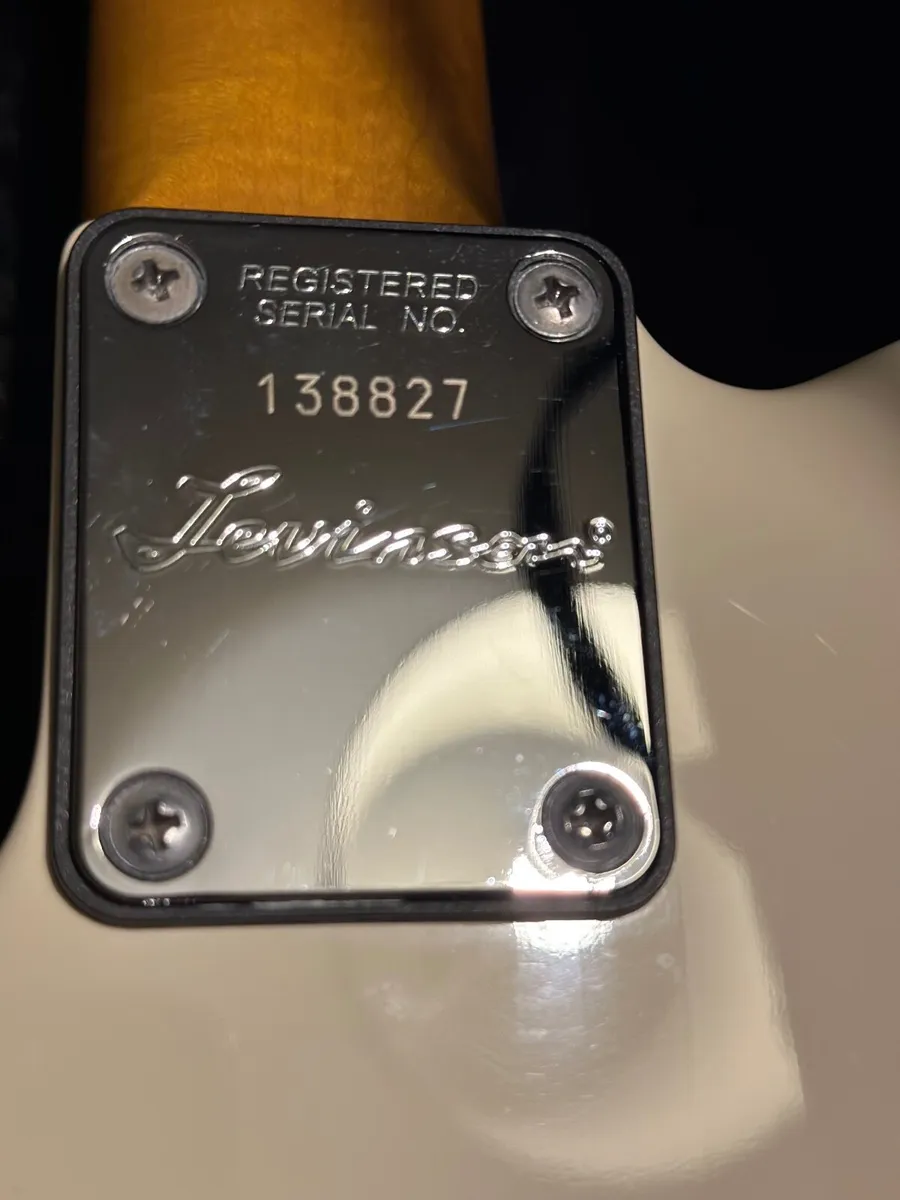 REGISTERED
SERIAL NO.
138827
Levinson